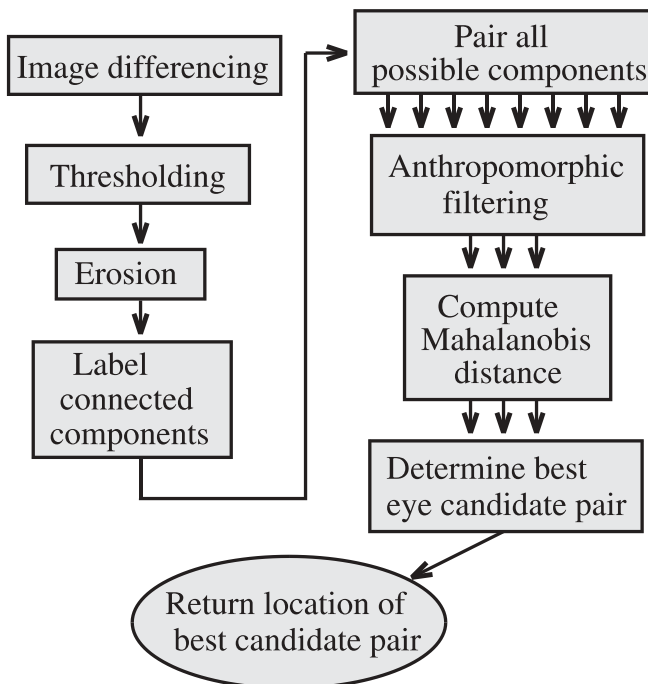 Image differencing
Thresholding
Erosion
Label
connected
components
Pair all
possible components
Anthropomorphic
filtering
Compute
Mahalanobis
distance
Determine best
eye candidate pair
Return location of
best candidate pair